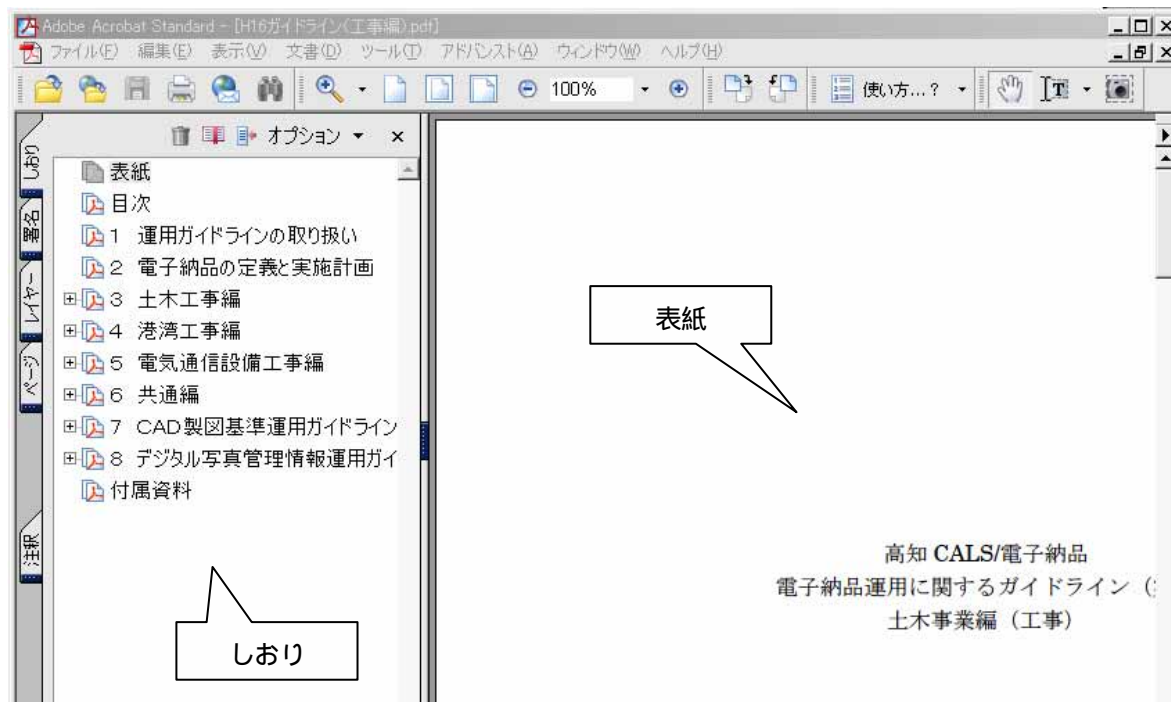 Adobe Acrobat Standard - [H16ガイドライン(工事編).pdf]
ファイル(F) 編集(E) 表示(V) 文書(D) ツール(T) アドバンスト(A) ウィンドウ(W) ヘルプ(H)
100% 使い方...?
オプション
しおり
署名
レイヤー
ページ
注釈
表紙
目次
1 運用ガイドラインの取り扱い
2 電子納品の定義と実施計画
3 土木工事編
4 港湾工事編
5 電気通信設備工事編
6 共通編
7 CAD製図基準運用ガイドライン
8 デジタル写真管理情報運用ガイ
付属資料
しおり
表紙
高知 CALS/電子納品
電子納品運用に関するガイドライン（
土木事業編（工事）